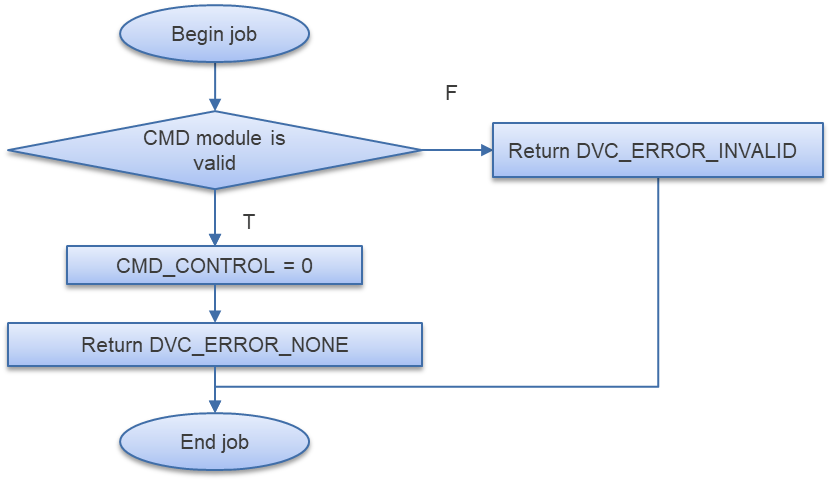 Begin job
F
CMD module is
valid
Return DVC_ERROR_INVALID
T
CMD_CONTROL = 0
Return DVC_ERROR_NONE
End job